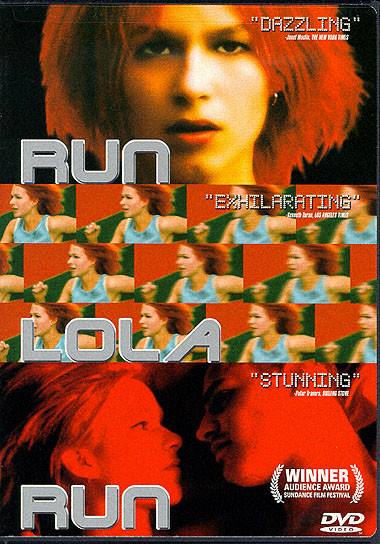 "DAZZLING"
-Janet Maslin, THE NEW YORK TIMES
RUN
"EXHILARATING"
-Kenneth Turan, LOS ANGELES TIMES
LOLA
"STUNNING"
-Peter Travers, ROLLING STONE
WINNER
AUDIENCE AWARD
SUNDANCE FILM FESTIVAL
RUN
DVD
VIDEO